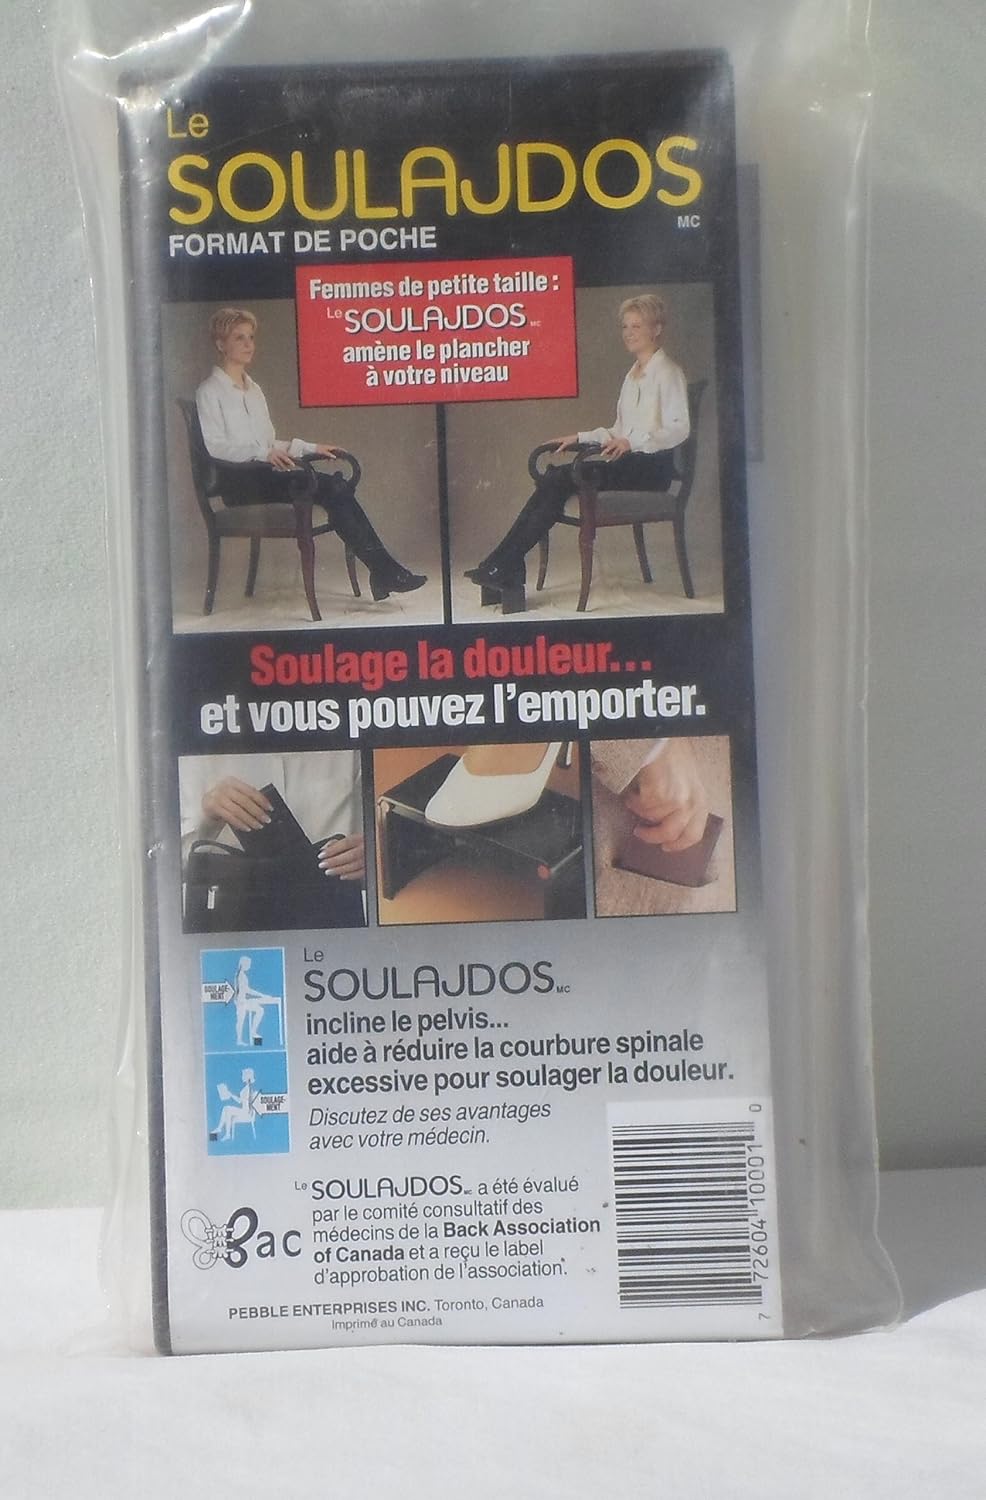 Le
SOULAJDOS
MC
FORMAT DE POCHE
Femmes de petite taille :
Le SOULAJDOS MC
amène le plancher
à votre niveau
Soulage la douleur...
et vous pouvez l'emporter.
SOULAGE-
MENT
SOULAGE-
MENT
Le
SOULAJDOS MC
incline le pelvis...
aide à réduire la courbure spinale
excessive pour soulager la douleur.
Discutez de ses avantages
avec votre médecin.
Bac
Le SOULAJDOS MC a été évalué
par le comité consultatif des
médecins de la Back Association
of Canada et a reçu le label
d'approbation de l'association.
PEBBLE ENTERPRISES INC. Toronto, Canada
Imprimé au Canada
7 72604 10001 0